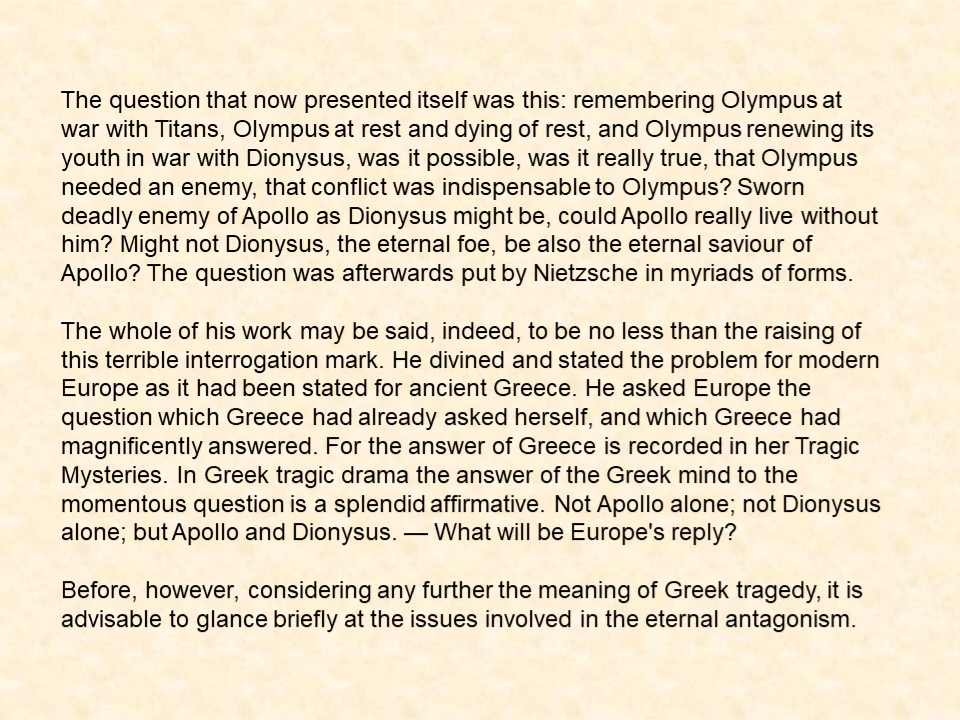 The question that now presented itself was this: remembering Olympus at
war with Titans, Olympus at rest and dying of rest, and Olympus renewing its
youth in war with Dionysus, was it possible, was it really true, that Olympus
needed an enemy, that conflict was indispensable to Olympus? Sworn
deadly enemy of Apollo as Dionysus might be, could Apollo really live without
him? Might not Dionysus, the eternal foe, be also the eternal saviour of
Apollo? The question was afterwards put by Nietzsche in myriads of forms.

The whole of his work may be said, indeed, to be no less than the raising of
this terrible interrogation mark. He divined and stated the problem for modern
Europe as it had been stated for ancient Greece. He asked Europe the
question which Greece had already asked herself, and which Greece had
magnificently answered. For the answer of Greece is recorded in her Tragic
Mysteries. In Greek tragic drama the answer of the Greek mind to the
momentous question is a splendid affirmative. Not Apollo alone; not Dionysus
alone; but Apollo and Dionysus. — What will be Europe's reply?

Before, however, considering any further the meaning of Greek tragedy, it is
advisable to glance briefly at the issues involved in the eternal antagonism.